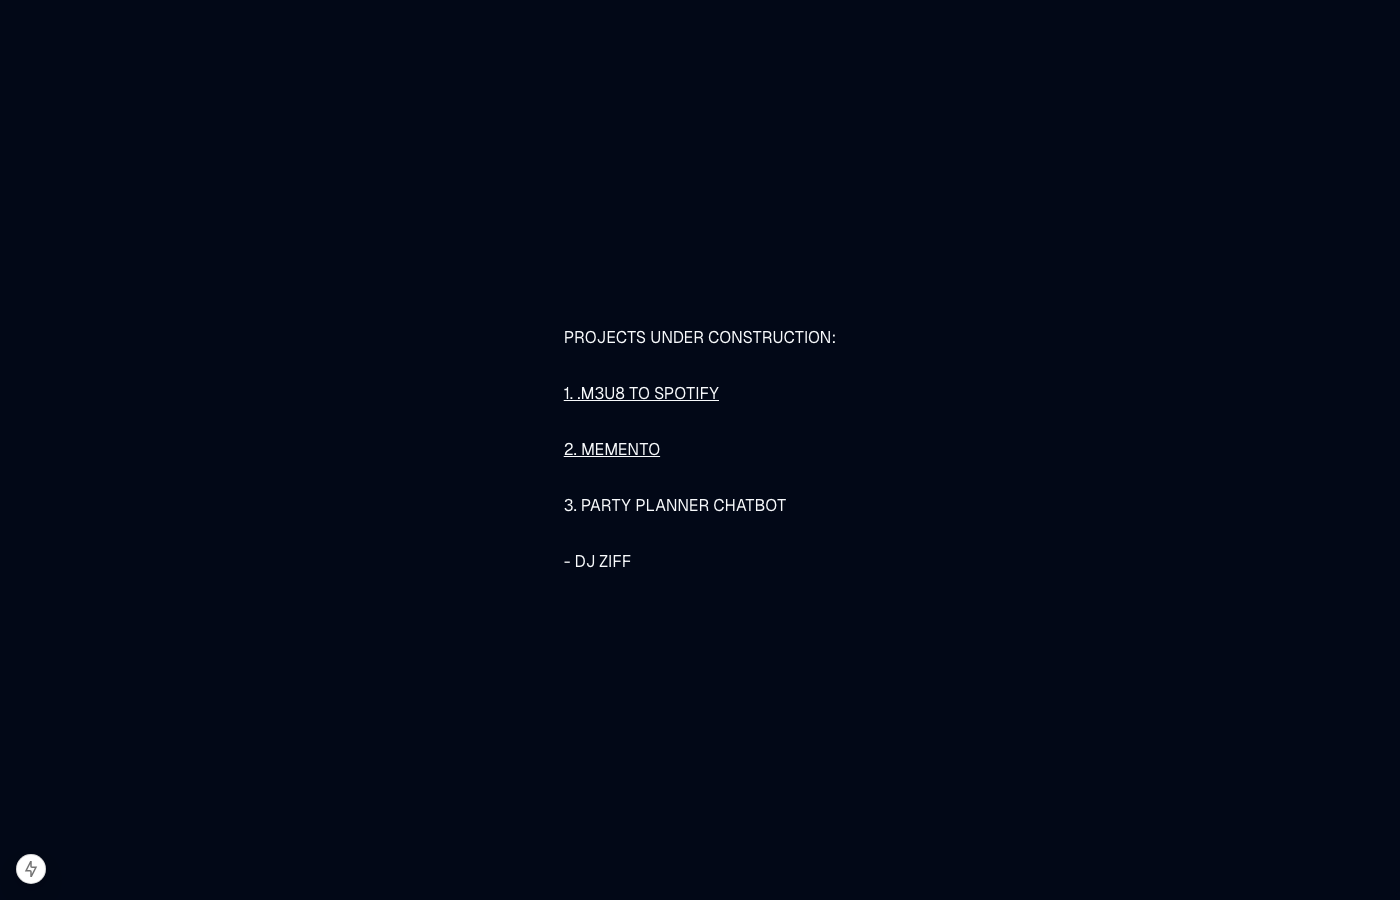 PROJECTS UNDER CONSTRUCTION:
1. .M3U8 TO SPOTIFY
2. MEMENTO
3. PARTY PLANNER CHATBOT
- DJ ZIFF